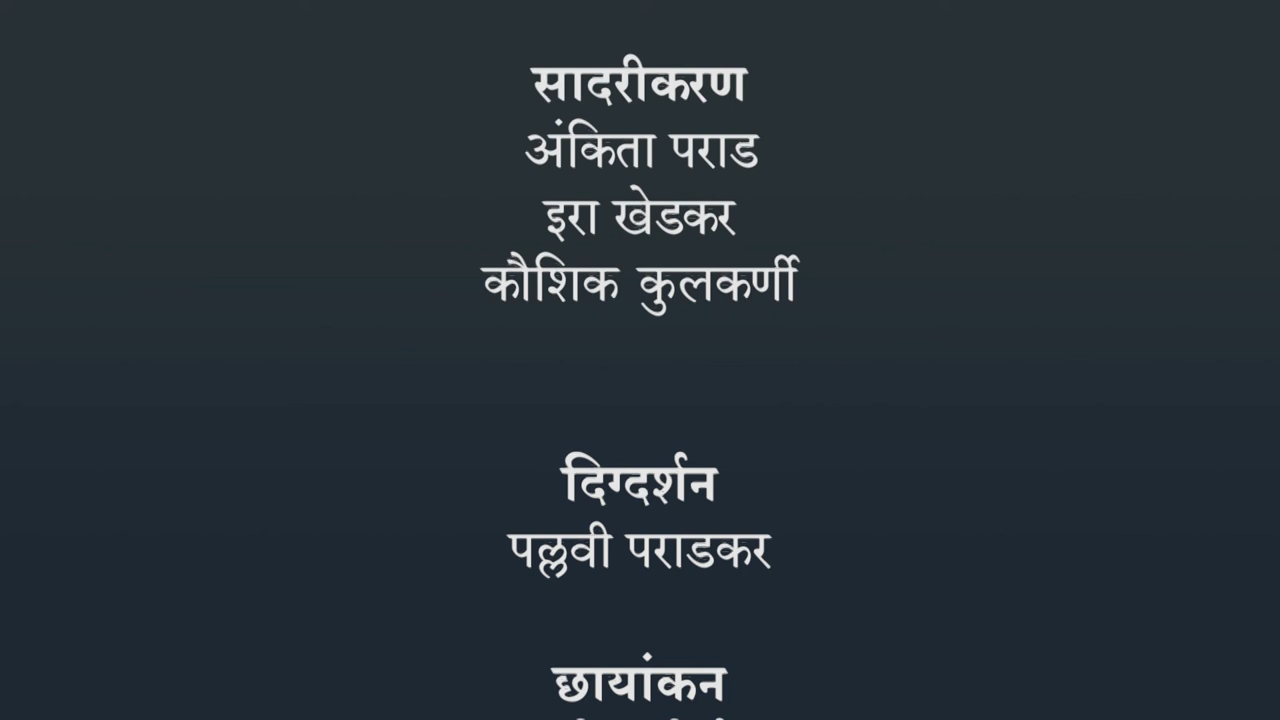 सादरीकरण
अंकिता पराड
इरा खेडकर
कौशिक कुलकर्णी
दिग्दर्शन
पल्लवी पराडकर
छायांकन